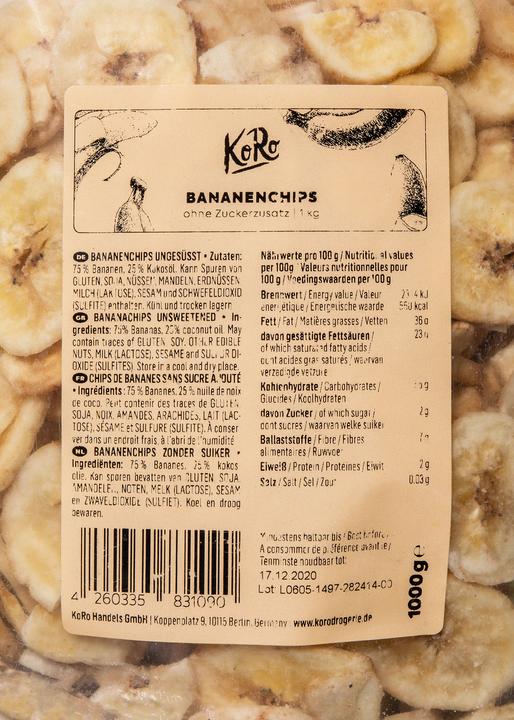 KoRo
BANANENCHIPS
ohne Zuckerzusatz | 1 kg
DE BANANENCHIPS UNGESÜSST • Zutaten:
75 % Bananen, 25 % Kokosöl. Kann Spuren von
GLUTEN, SOJA, NÜSSEN, MANDELN, ERDNÜSSEN
MILCH (LAKTOSE), SESAM und SCHWEFELDIOXID
(SULFITE) enthalten. Kühl und trocken lagern
GB BANANACHIPS UNSWEETENED • In-
gredients: 75% Bananas, 25% coconut oil. May
contain traces of GLUTEN SOY, OTHER EDIBLE
NUTS, MILK (LACTOSE), SESAME and SULFUR DI-
OXIDE (SULFITES). Store in a cool and dry place.
FR CHIPS DE BANANES SANS SUCRE AJOUTÉ
• Ingrédients: 75 % Bananes, 25 % huile de noix
de coco. Peut contenir des traces de GLUTEN,
SOJA, NOIX, AMANDES, ARACHIDES, LAIT (LAC-
TOSE), SÉSAME et SULFURE (SULFITE). À conser
ver dans un endroit frais, à l'abri de l'humidité
NL BANANENCHIPS ZONDER SUIKER •
Ingrediënten: 75 % Bananes, 25 % kokos
olie. Kan sporen bevatten van GLUTEN SOJA,
AMANDELEN, NOTEN, MELK (LACTOSE), SESAM
en ZWAVELDIOXIDE (SULFIET). Koel en droog
bewaren.
Nährwerte pro 100 g / Nutritional values
per 100g Valeurs nutritionnelles pour
100 g / Voedingswaarden per 100 g
Brennwert / Energy value / Valeur
énergétique / Energetische waarde
Fett / Fat / Matières grasses / Vetten 36 g
davon gesättigte Fettsäuren /
of which saturated fatty acids /
dont acides gras saturés / waarvan
verzadigde vetzure
Kohlenhydrate / Carbohydrates /
Glucides / Koolhydraten
davon Zucker / of which sugar / 2 g
dont sucres / waarvan welke suiker
Ballaststoffe / Fibre / Fibres
alimentaires / Ruwvoer
Eiweiß / Protein / Protéines / Eiwit 2 g
Salz / Salt / Sel / Zout 0.03 g
Mindestens haltbar bis / Best before /
A consommer de préférence avant le /
Tenminste houdbaar tot:
17.12.2020
Lot: L0605-1497-282414-00
1000g e
4 260335 831090
KoRo Handels GmbH | Koppenplatz 9, 10115 Berlin, Germany www.korodrogerie.de